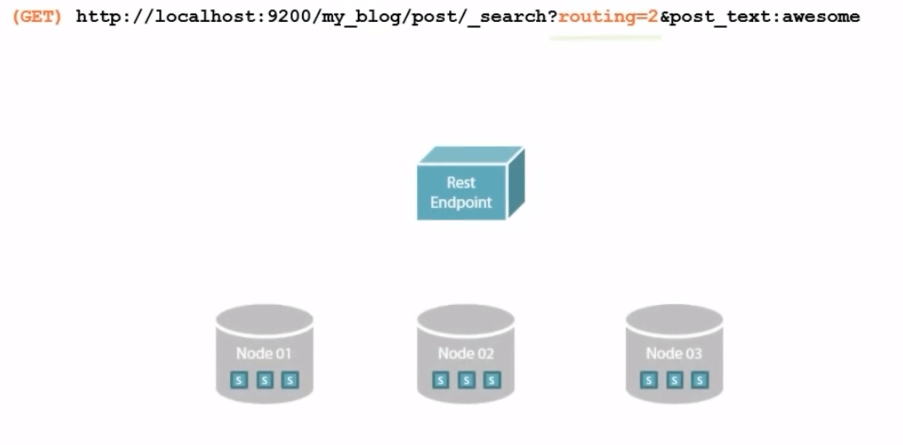 (GET) http://localhost:9200/my_blog/post/_search?routing=2&post_text:awesome
Rest
Endpoint
Node 01
Node 02
Node 03
S S S
S S S
S S S